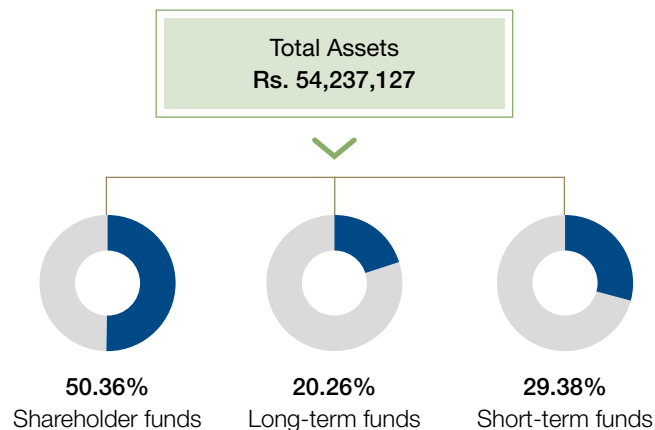 Total Assets
Rs. 54,237,127
50.36%
Shareholder funds
20.26%
Long-term funds
29.38%
Short-term funds